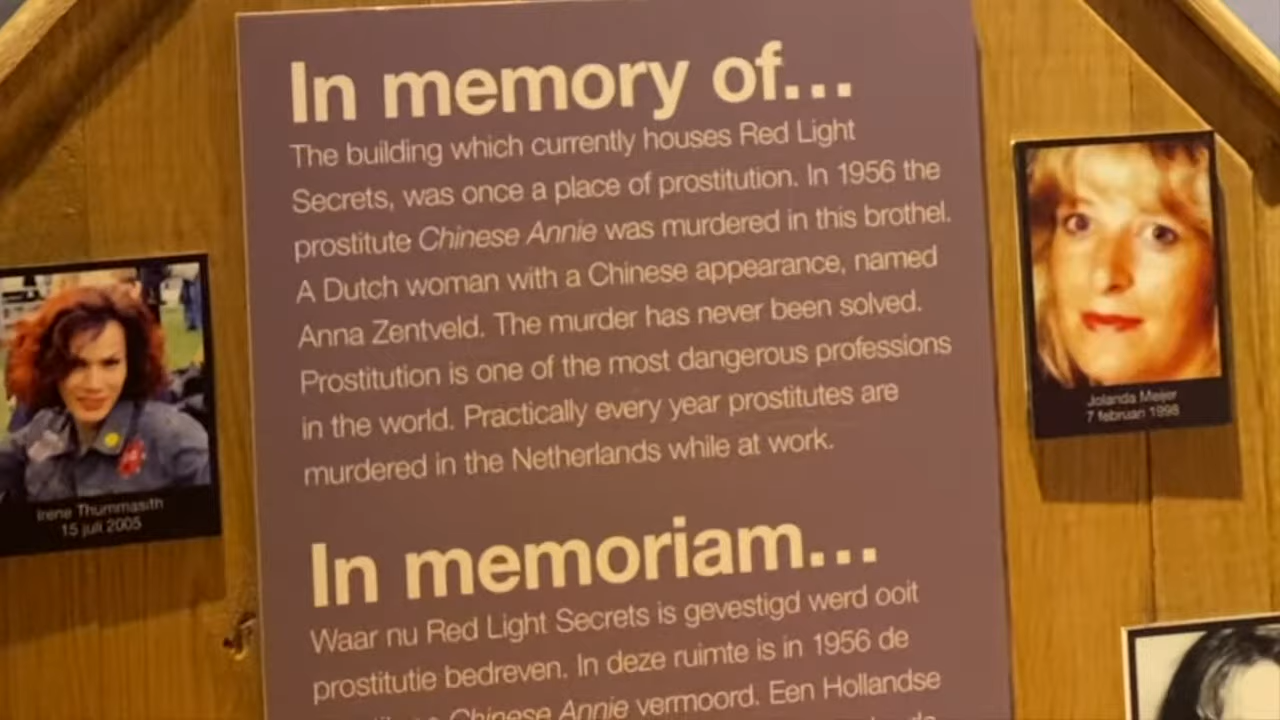 In memory of...
The building which currently houses Red Light
Secrets, was once a place of prostitution. In 1956 the
prostitute Chinese Annie was murdered in this brothel.
A Dutch woman with a Chinese appearance, named
Anna Zentveld. The murder has never been solved.
Prostitution is one of the most dangerous professions
in the world. Practically every year prostitutes are
murdered in the Netherlands while at work.
In memoriam...
Waar nu Red Light Secrets is gevestigd werd ooit
prostitutie bedreven. In deze ruimte is in 1956 de
Chinese Annie vermoord. Een Hollandse
Irene Thummasith
15 juli 2005
Jolanda Meijer
7 februari 1998